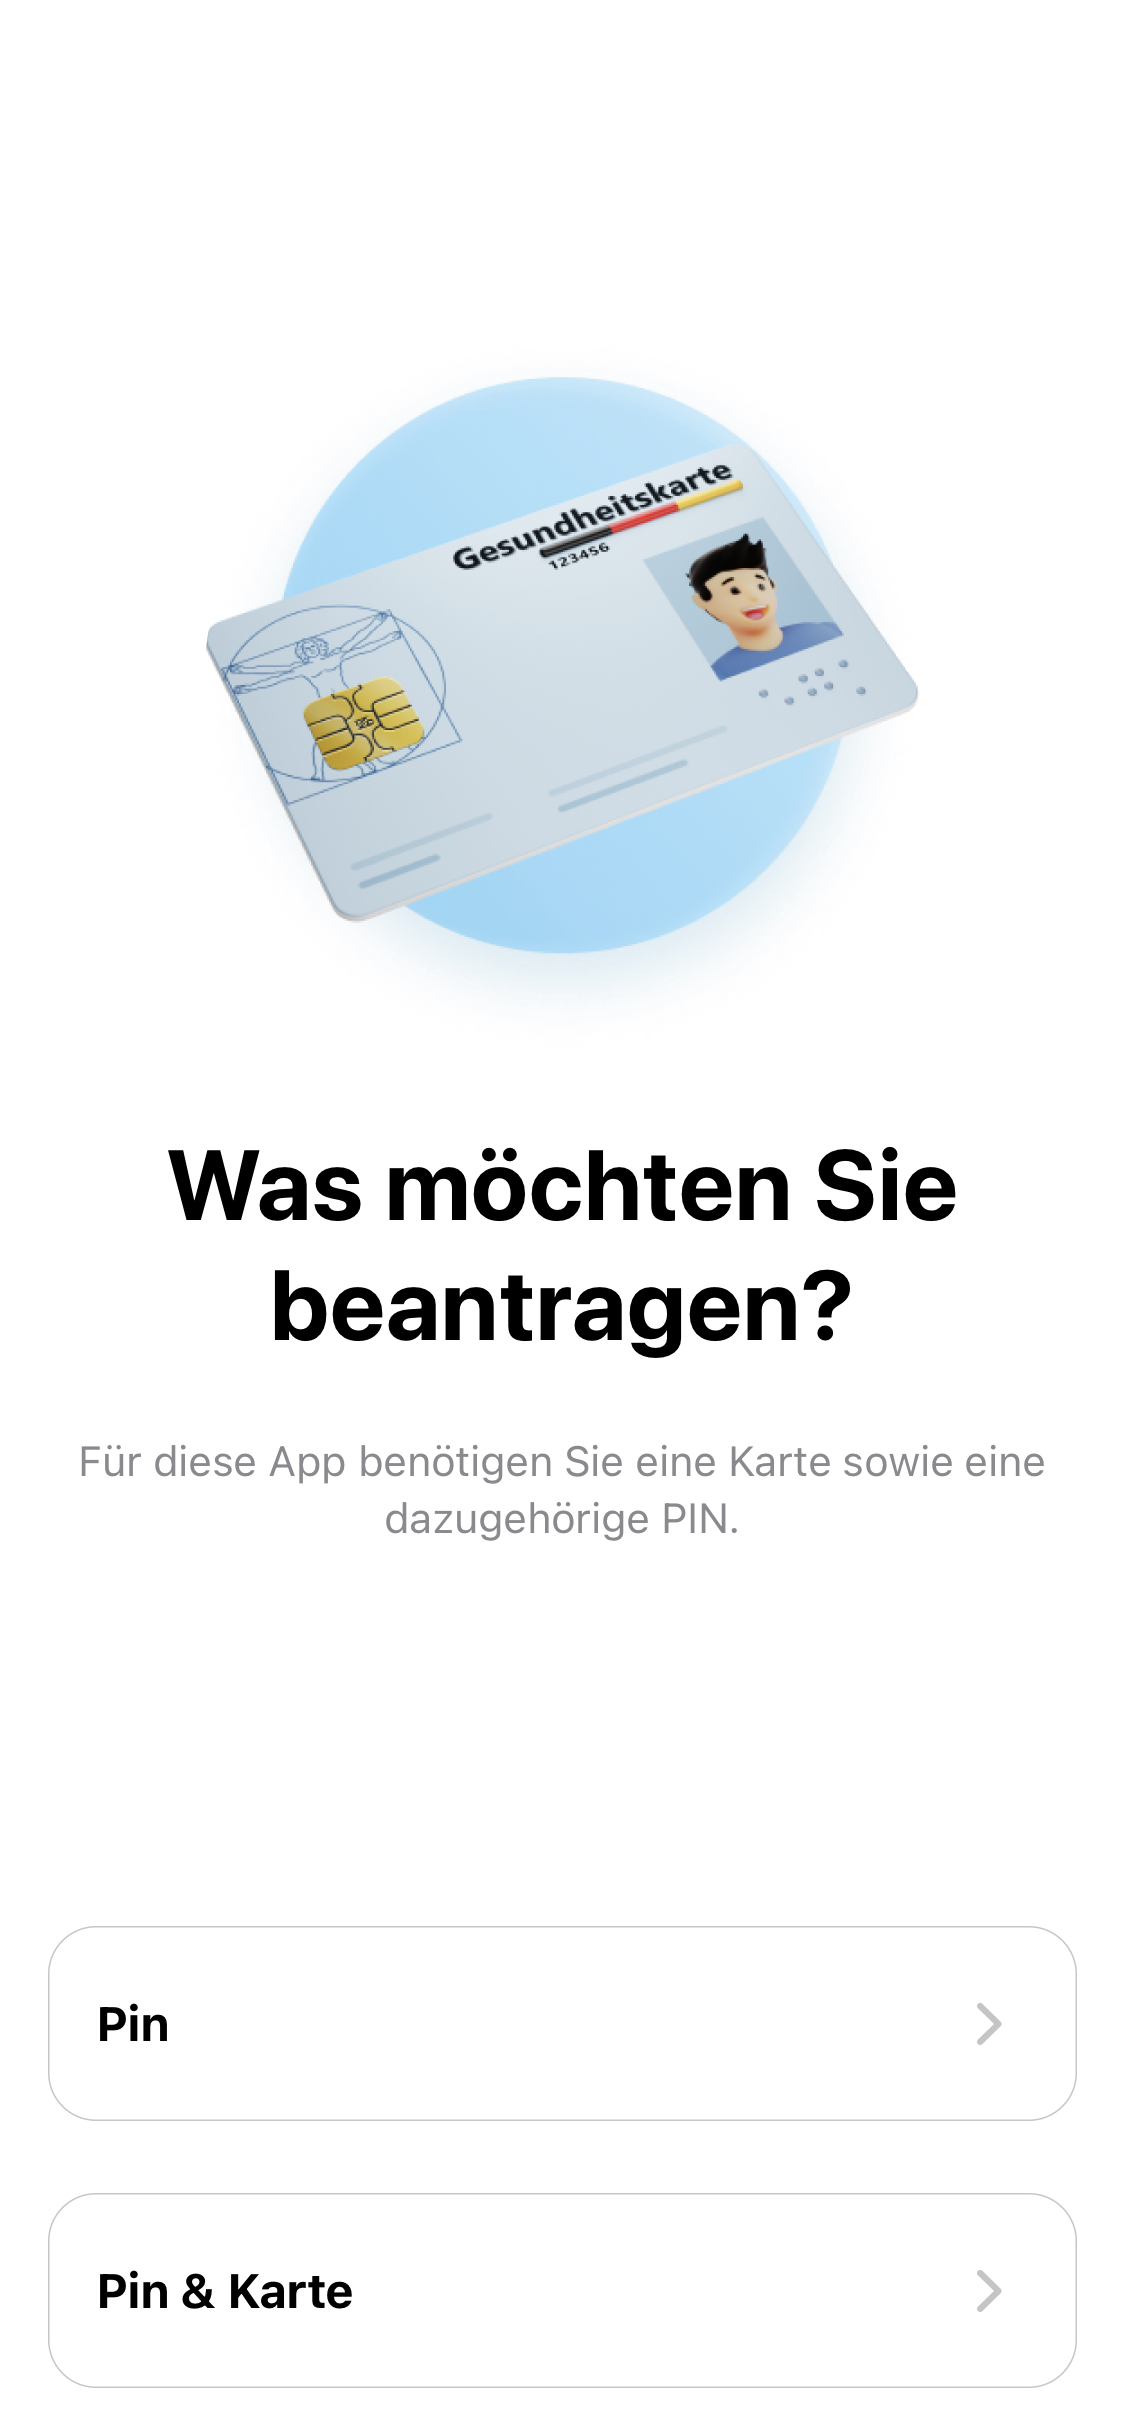 Gesundheitskarte
123456
Was möchten Sie
beantragen?
Für diese App benötigen Sie eine Karte sowie eine
dazugehörige PIN.
Pin
Pin & Karte